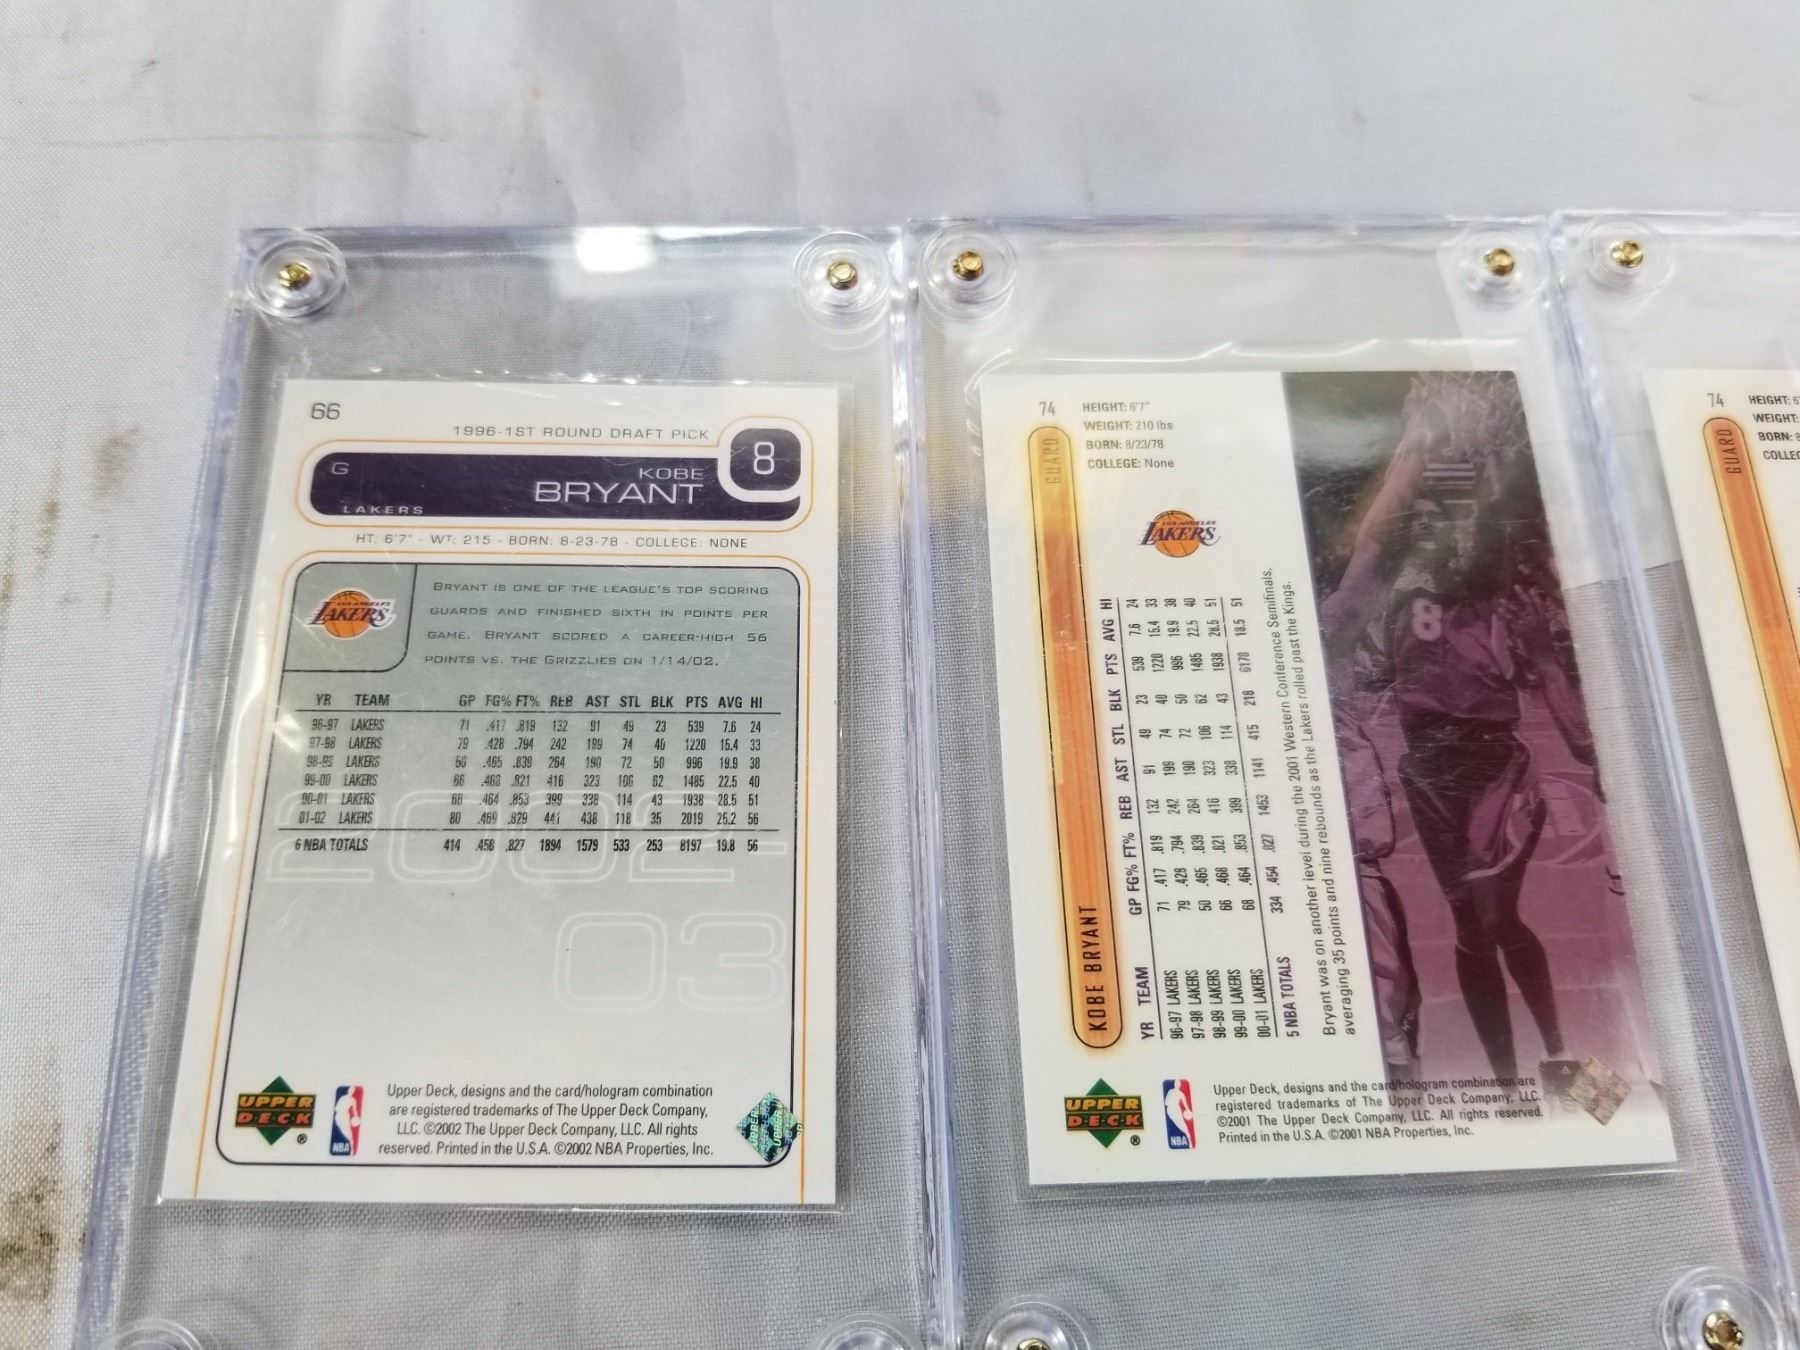 66
1996-1ST ROUND DRAFT PICK
8
G
KOBE
BRYANT
LAKERS
HT: 6'7" - WT: 215 - BORN: 8-23-78 - COLLEGE: NONE
LOS ANGELES
LAKERS
BRYANT IS ONE OF THE LEAGUE'S TOP SCORING
GUARDS AND FINISHED SIXTH IN POINTS PER
GAME. BRYANT SCORED A CAREER-HIGH 56
POINTS VS. THE GRIZZLIES ON 1/14/02.
YR TEAM GP FG% FT% REB AST STL BLK PTS AVG HI
96-97 LAKERS 71 .417 .819 132 91 49 23 539 7.6 24
97-98 LAKERS 79 .428 .794 242 199 74 40 1220 15.4 33
98-99 LAKERS 50 .465 .839 264 190 72 50 996 19.9 38
99-00 LAKERS 66 .468 .821 416 323 106 62 1485 22.5 40
00-01 LAKERS 68 .464 .853 399 338 114 43 1938 28.5 51
01-02 LAKERS 80 .469 .829 441 438 118 35 2019 25.2 56
6 NBA TOTALS 414 .458 .827 1894 1579 533 253 8197 19.8 56
2002
03
UPPER
DECK
®
NBA
Upper Deck, designs and the card/hologram combination
are registered trademarks of The Upper Deck Company,
LLC. ©2002 The Upper Deck Company, LLC. All rights
reserved. Printed in the U.S.A. ©2002 NBA Properties, Inc.
74
HEIGHT: 6'7"
WEIGHT: 210 lbs
BORN: 8/23/78
COLLEGE: None
GUARD
KOBE BRYANT
LOS ANGELES
LAKERS
YR TEAM GP FG% FT% REB AST STL BLK PTS AVG HI
96-97 LAKERS 71 .417 .819 132 91 49 23 539 7.6 24
97-98 LAKERS 79 .428 .794 242 199 74 40 1220 15.4 33
98-99 LAKERS 50 .465 .839 264 190 72 50 996 19.9 38
99-00 LAKERS 66 .468 .821 416 323 106 62 1485 22.5 40
00-01 LAKERS 68 .464 .853 399 338 114 43 1938 28.5 51
5 NBA TOTALS 334 .454 .827 1453 1141 415 218 6178 18.5 51
Bryant was on another level during the 2001 Western Conference Semifinals,
averaging 35 points and nine rebounds as the Lakers rolled past the Kings.
8
UPPER
DECK
®
NBA
Upper Deck, designs and the card/hologram combination are
registered trademarks of The Upper Deck Company, LLC.
©2001 The Upper Deck Company, LLC. All rights reserved.
Printed in the U.S.A. ©2001 NBA Properties, Inc.
74
HEIGHT: 6
WEIGHT:
BORN: 8
COLLEGE
GUARD